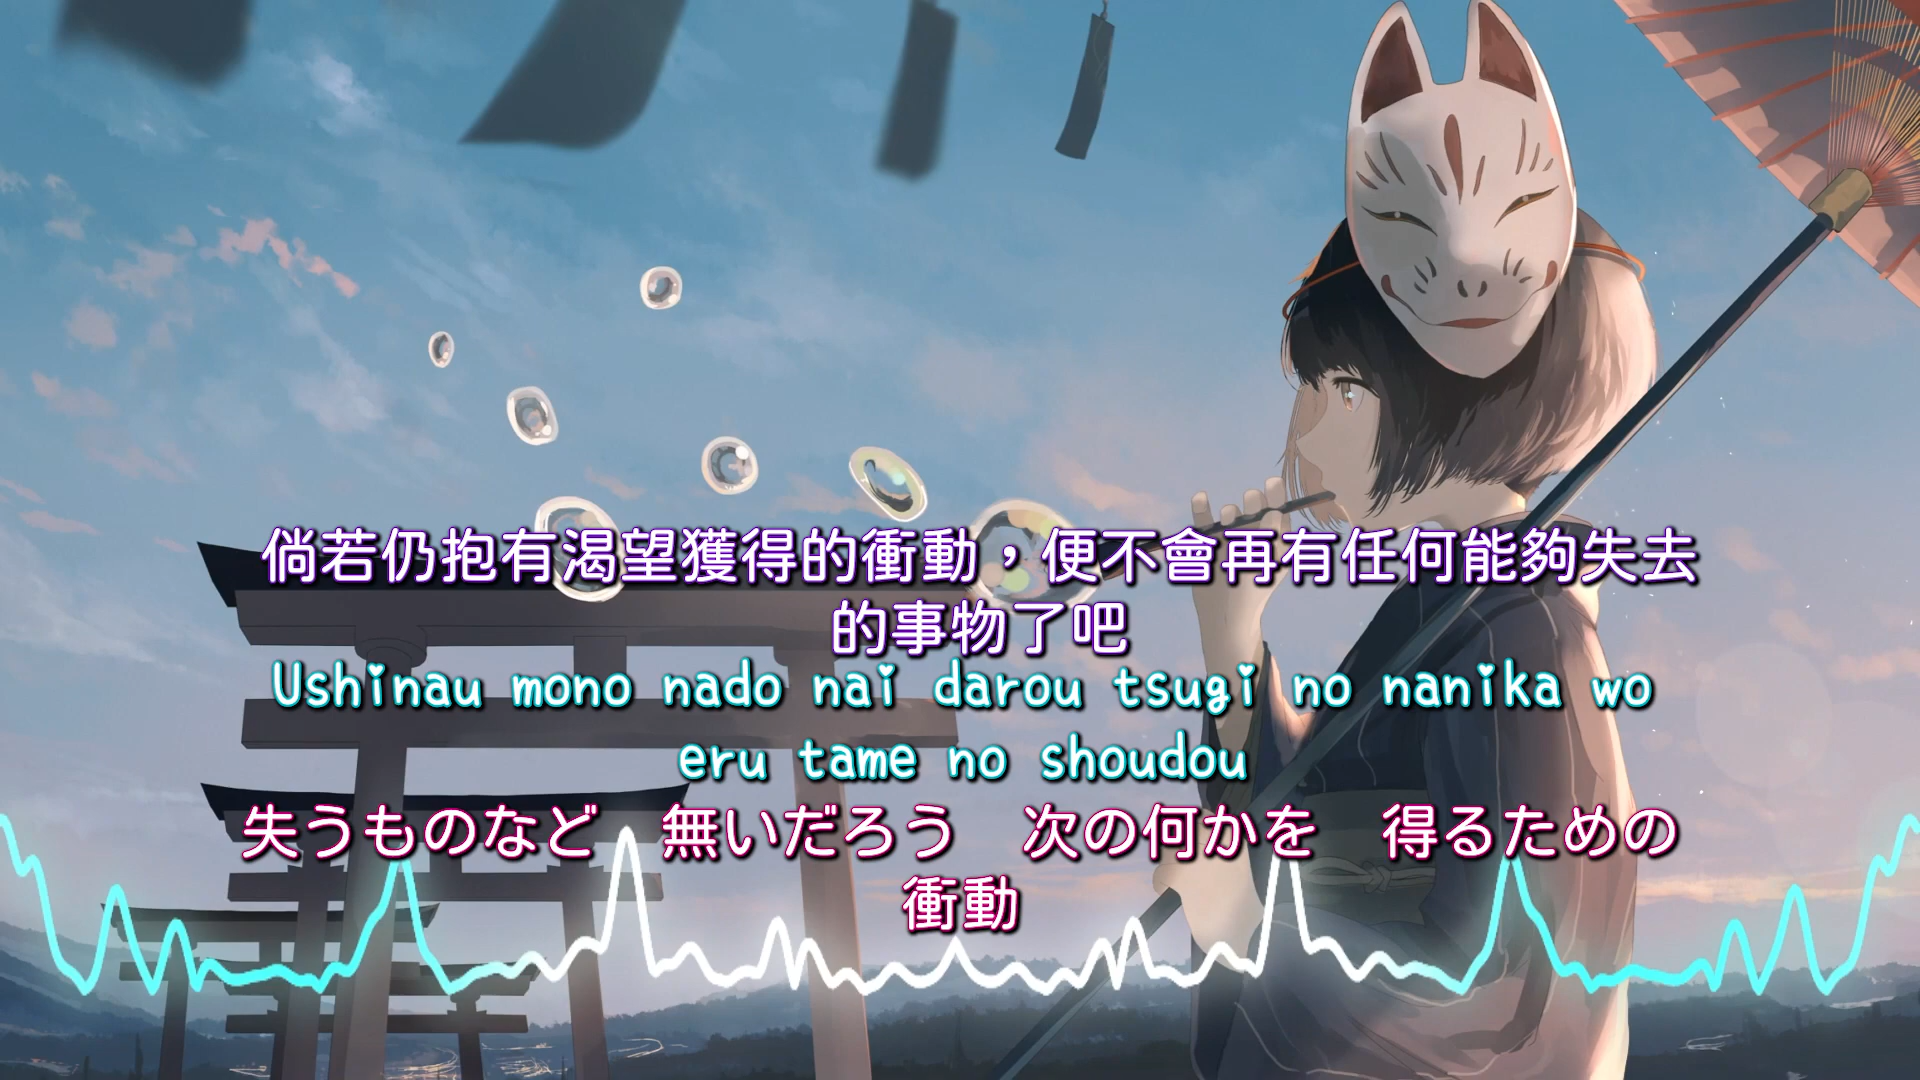 倘若仍抱有渴望獲得的衝動，便不會再有任何能夠失去
的事物了吧
Ushinau mono nado nai darou tsugi no nanika wo
eru tame no shoudou
失うものなど　無いだろう　次の何かを　得るための
衝動